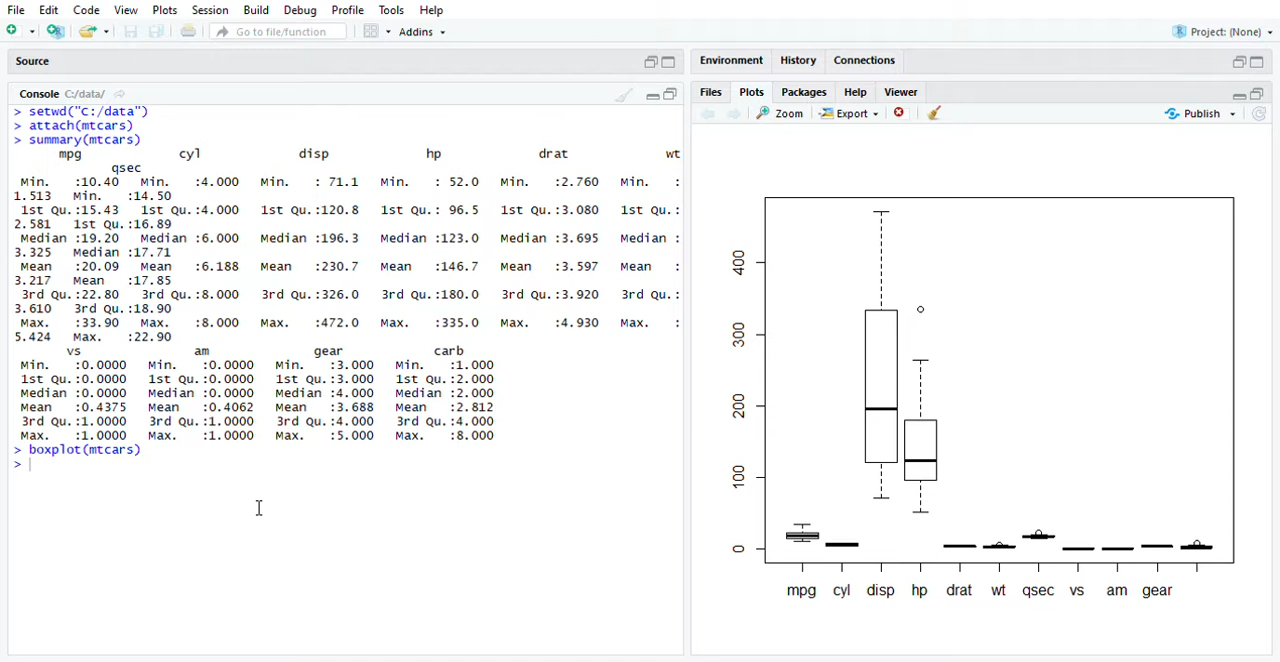 File Edit Code View Plots Session Build Debug Profile Tools Help
Go to file/function Addins Project: (None)
Source
Console C:/data/
> setwd("C:/data")
> attach(mtcars)
> summary(mtcars)
mpg cyl disp hp drat wt
qsec
Min. :10.40 Min. :4.000 Min. : 71.1 Min. : 52.0 Min. :2.760 Min. :
1.513 Min. :14.50
1st Qu.:15.43 1st Qu.:4.000 1st Qu.:120.8 1st Qu.: 96.5 1st Qu.:3.080 1st Qu.:
2.581 1st Qu.:16.89
Median :19.20 Median :6.000 Median :196.3 Median :123.0 Median :3.695 Median :
3.325 Median :17.71
Mean :20.09 Mean :6.188 Mean :230.7 Mean :146.7 Mean :3.597 Mean :
3.217 Mean :17.85
3rd Qu.:22.80 3rd Qu.:8.000 3rd Qu.:326.0 3rd Qu.:180.0 3rd Qu.:3.920 3rd Qu.:
3.610 3rd Qu.:18.90
Max. :33.90 Max. :8.000 Max. :472.0 Max. :335.0 Max. :4.930 Max. :
5.424 Max. :22.90
vs am gear carb
Min. :0.0000 Min. :0.0000 Min. :3.000 Min. :1.000
1st Qu.:0.0000 1st Qu.:0.0000 1st Qu.:3.000 1st Qu.:2.000
Median :0.0000 Median :0.0000 Median :4.000 Median :2.000
Mean :0.4375 Mean :0.4062 Mean :3.688 Mean :2.812
3rd Qu.:1.0000 3rd Qu.:1.0000 3rd Qu.:4.000 3rd Qu.:4.000
Max. :1.0000 Max. :1.0000 Max. :5.000 Max. :8.000
> boxplot(mtcars)
>
Environment History Connections
Files Plots Packages Help Viewer
Zoom Export Publish
400
300
200
100
0
mpg cyl disp hp drat wt qsec vs am gear